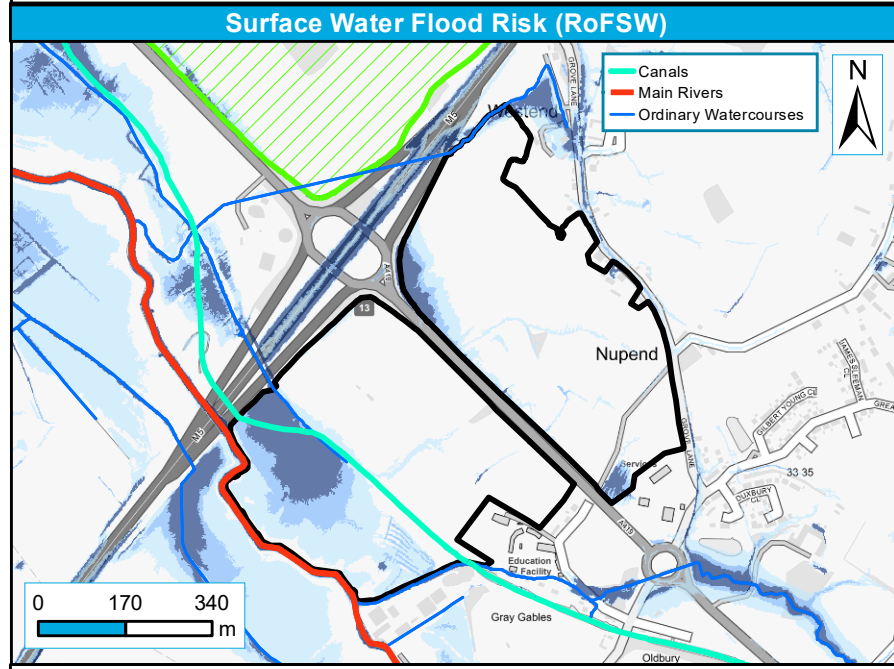 Surface Water Flood Risk (RoFSW)
Canals
Main Rivers
Ordinary Watercourses
N
GROVE LANE
Westend
M5
A419
13
Nupend
JAMES SLEEMAN
CL
GILBERT YOUNG CL
GREA
GROVE LANE
Services
33 35
DUXBURY
CL
M5
A419
Education
Facility
Gray Gables
Oldbury
0 170 340
m